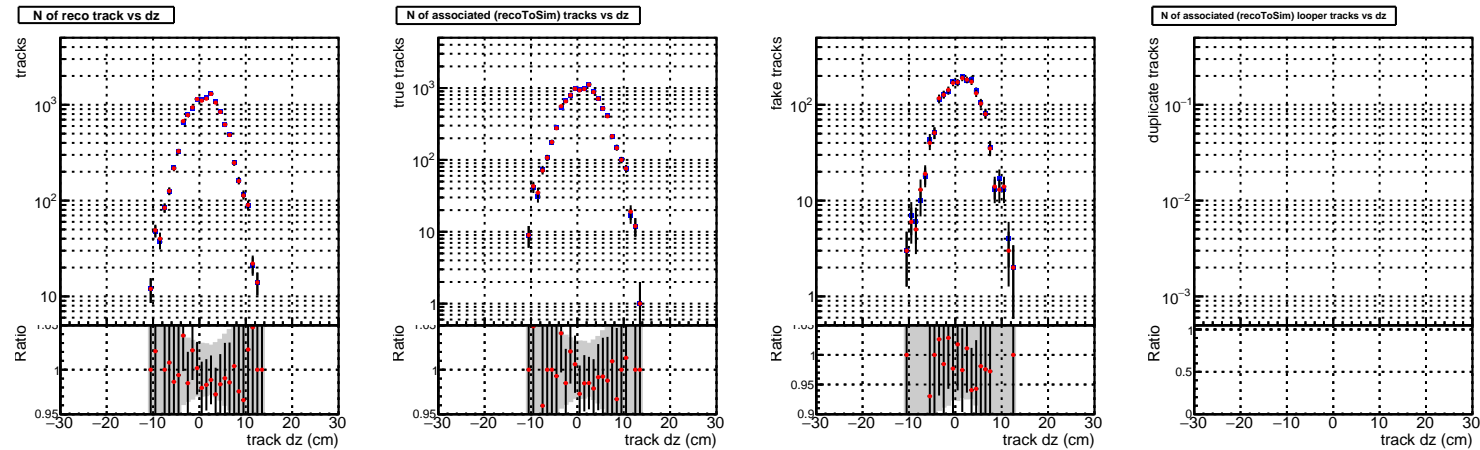 N of reco track vs dz
tracks
10³
10²
10
Ratio
1
0.95
−30 −20 −10 0 10 20 30
track dz (cm)
N of associated (recoToSim) tracks vs dz
true tracks
10³
10²
10
1
Ratio
1
0.95
−30 −20 −10 0 10 20 30
track dz (cm)
fake tracks
10²
10
1
Ratio
1
0.95
0.9
−30 −20 −10 0 10 20 30
track dz (cm)
N of associated (recoToSim) looper tracks vs dz
duplicate tracks
10⁻¹
10⁻²
10⁻³
Ratio
1
0.5
0
−30 −20 −10 0 10 20 30
track dz (cm)